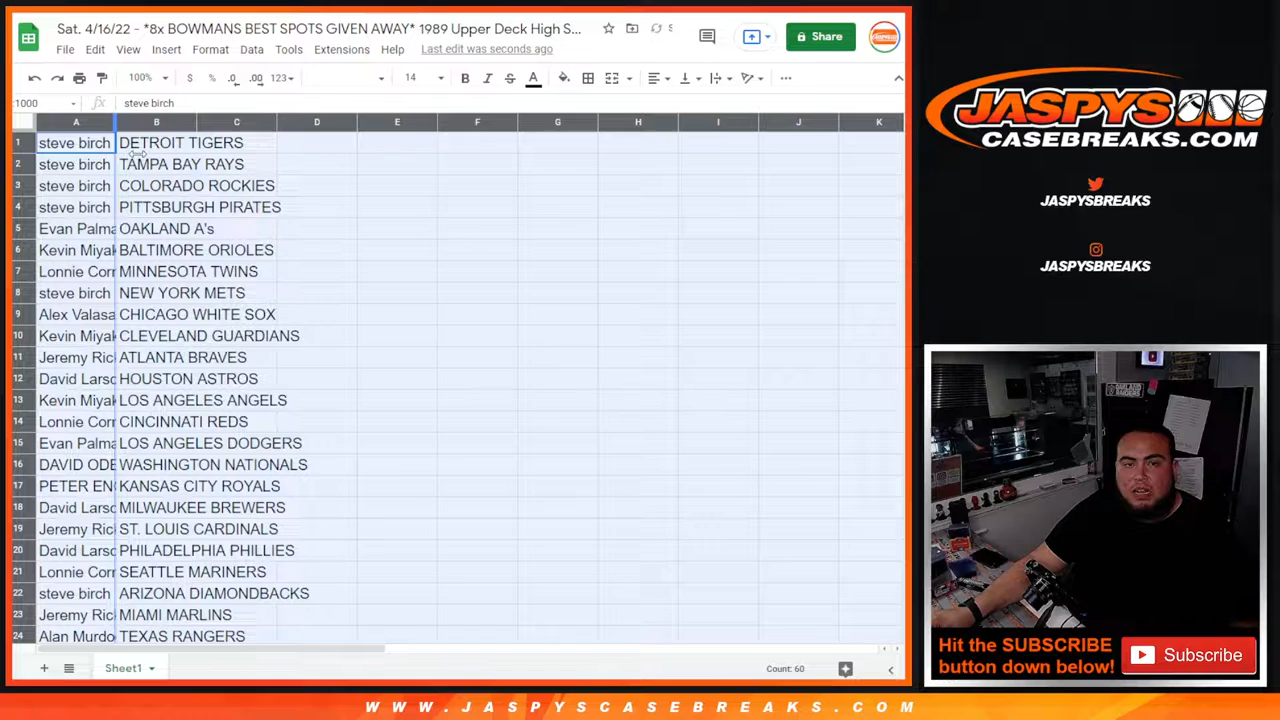 Sat. 4/16/22 - *8x BOWMANS BEST SPOTS GIVEN AWAY* 1989 Upper Deck High S...
File Edit View Insert Format Data Tools Extensions Help Last edit was seconds ago
Share
100% $ % .0 .00 123 14 B I S A
1000 fx steve birch
A B C D E F G H I J K
1 steve birch DETROIT TIGERS
2 steve birch TAMPA BAY RAYS
3 steve birch COLORADO ROCKIES
4 steve birch PITTSBURGH PIRATES
5 Evan Palma OAKLAND A's
6 Kevin Miyak BALTIMORE ORIOLES
7 Lonnie Corr MINNESOTA TWINS
8 steve birch NEW YORK METS
9 Alex Valasa CHICAGO WHITE SOX
10 Kevin Miyak CLEVELAND GUARDIANS
11 Jeremy Ric ATLANTA BRAVES
12 David Larso HOUSTON ASTROS
13 Kevin Miyak LOS ANGELES ANGELS
14 Lonnie Corr CINCINNATI REDS
15 Evan Palma LOS ANGELES DODGERS
16 DAVID ODE WASHINGTON NATIONALS
17 PETER EN KANSAS CITY ROYALS
18 David Larso MILWAUKEE BREWERS
19 Jeremy Ric ST. LOUIS CARDINALS
20 David Larso PHILADELPHIA PHILLIES
21 Lonnie Corr SEATTLE MARINERS
22 steve birch ARIZONA DIAMONDBACKS
23 Jeremy Ric MIAMI MARLINS
24 Alan Murdo TEXAS RANGERS
Sheet1
Count: 60
JASPYS
CASEBREAKS.COM
JASPYSBREAKS
JASPYSBREAKS
Hit the SUBSCRIBE
button down below!
Subscribe
WWW.JASPYSCASEBREAKS.COM